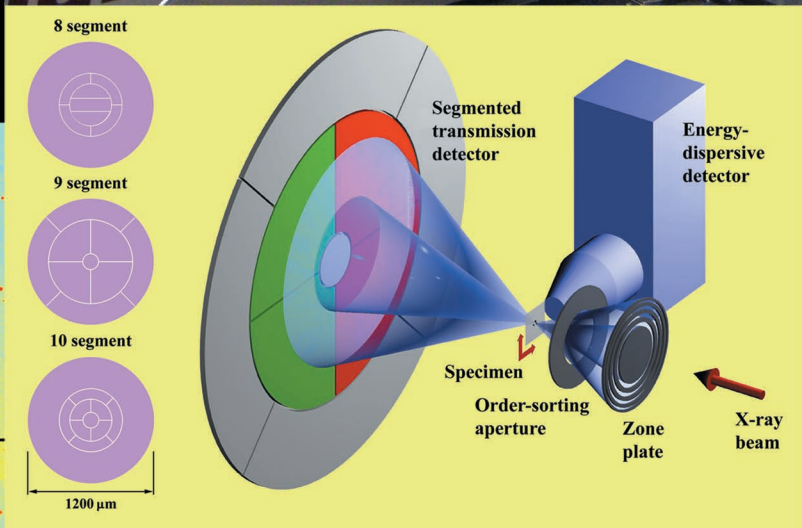 8 segment
9 segment
10 segment
1200 µm
Segmented
transmission
detector
Energy-
dispersive
detector
Specimen
Order-sorting
aperture
Zone
plate
X-ray
beam